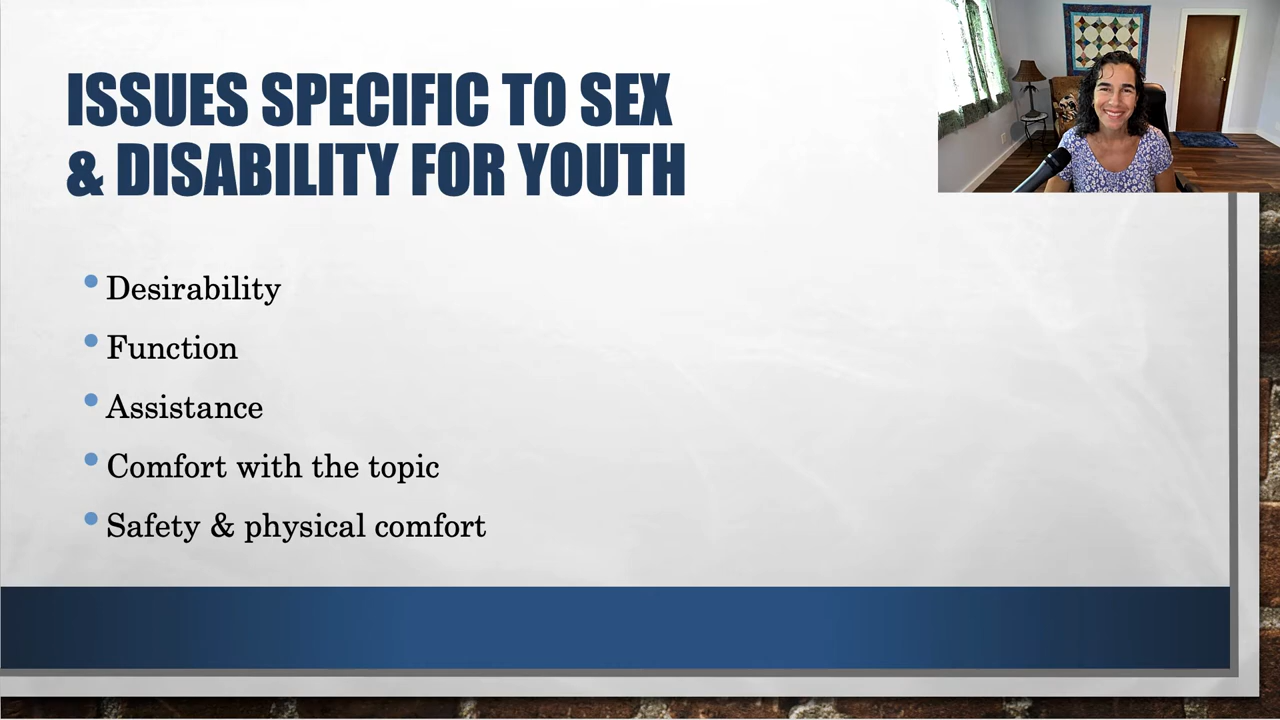 ISSUES SPECIFIC TO SEX
& DISABILITY FOR YOUTH
Desirability
Function
Assistance
Comfort with the topic
Safety & physical comfort